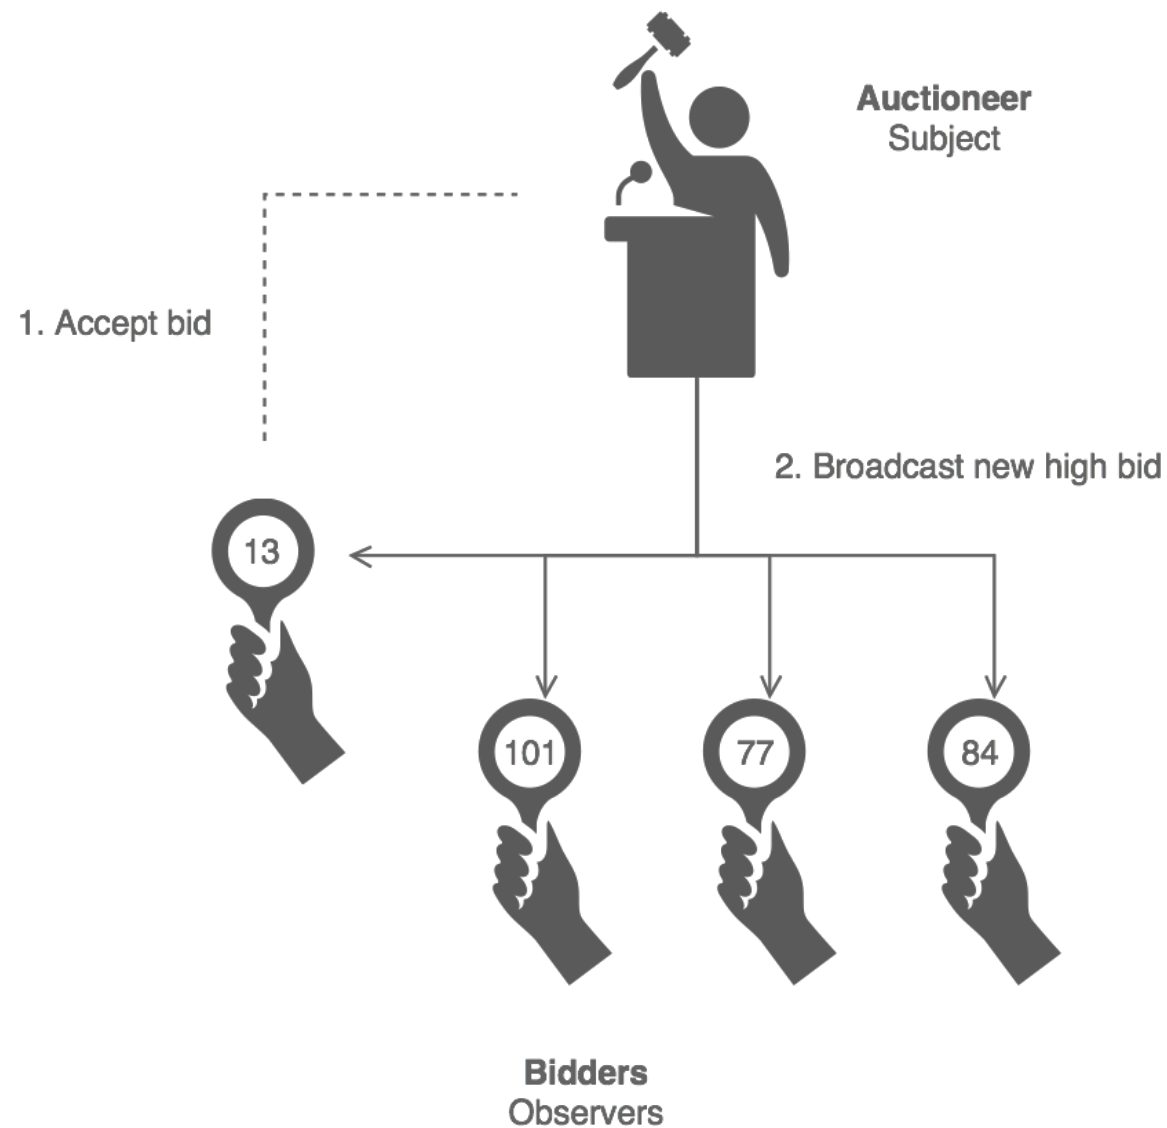 Auctioneer
Subject
1. Accept bid
2. Broadcast new high bid
13
101
77
84
Bidders
Observers